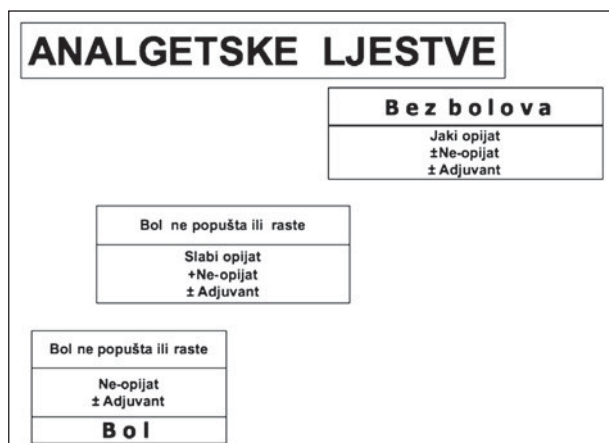 ANALGETSKE LJESTVE
Bez bolova
Jaki opijat
±Ne-opijat
± Adjuvant
Bol ne popušta ili raste
Slabi opijat
+Ne-opijat
± Adjuvant
Bol ne popušta ili raste
Ne-opijat
± Adjuvant
Bol